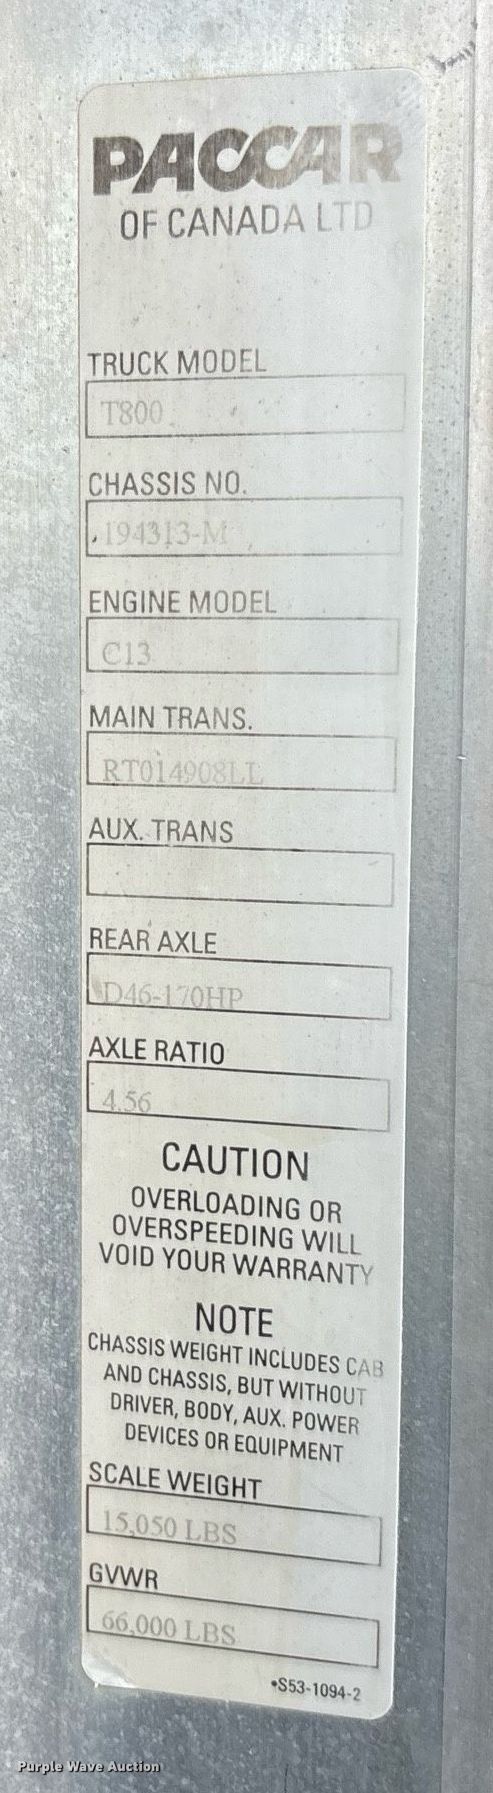 PACCAR
OF CANADA LTD
TRUCK MODEL
T800
CHASSIS NO.
194313-M
ENGINE MODEL
C13
MAIN TRANS.
RTO14908LL
AUX. TRANS
REAR AXLE
D46-170HP
AXLE RATIO
4.56
CAUTION
OVERLOADING OR
OVERSPEEDING WILL
VOID YOUR WARRANTY
NOTE
CHASSIS WEIGHT INCLUDES CAB
AND CHASSIS, BUT WITHOUT
DRIVER, BODY, AUX. POWER
DEVICES OR EQUIPMENT
SCALE WEIGHT
15,050 LBS
GVWR
66,000 LBS
•S53-1094-2
Purple Wave Auction